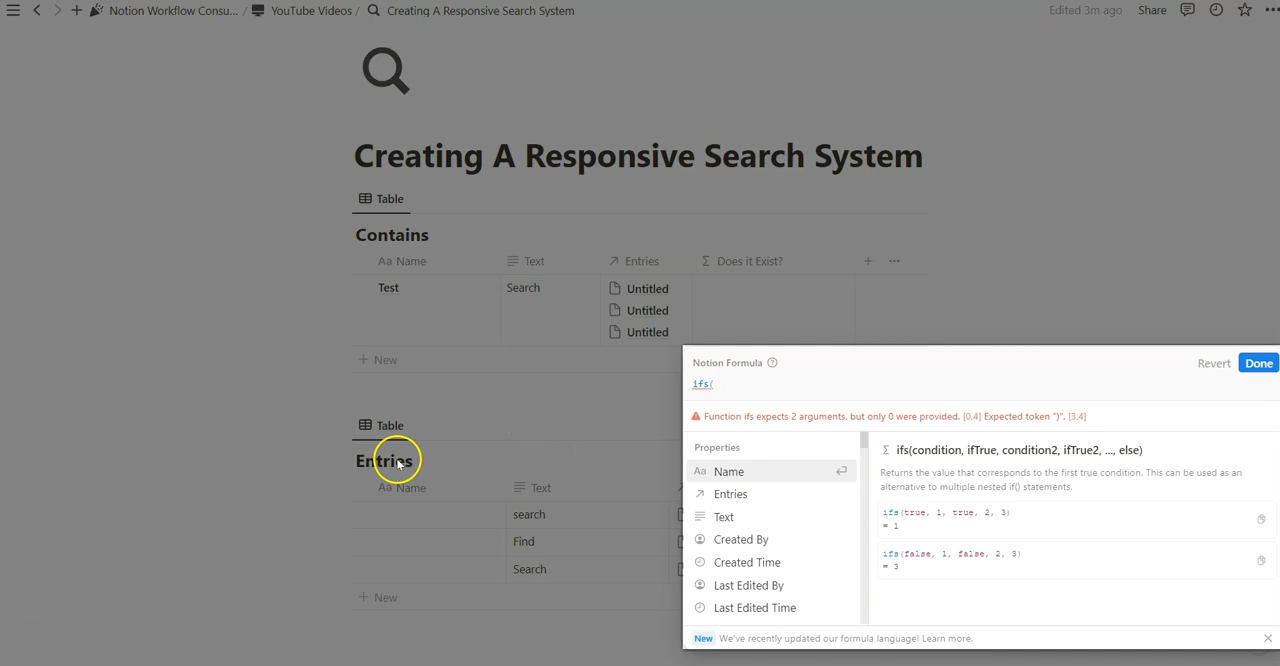 Notion Workflow Consu... / YouTube Videos / Creating A Responsive Search System
Edited 3m ago Share
Creating A Responsive Search System
Table
Contains
Aa Name Text Entries Σ Does it Exist? + ...
Test Search Untitled
Untitled
Untitled
+ New
Table
Entries
Aa Name Text
search
Find
Search
+ New
Notion Formula ? Revert Done
ifs(
Function ifs expects 2 arguments, but only 0 were provided. [0,4] Expected token ")", [3,4]
Properties
Aa Name
Entries
Text
Created By
Created Time
Last Edited By
Last Edited Time
Σ ifs(condition, ifTrue, condition2, ifTrue2, ..., else)
Returns the value that corresponds to the first true condition. This can be used as an
alternative to multiple nested if() statements.
ifs(true, 1, true, 2, 3)
= 1
ifs(false, 1, false, 2, 3)
= 3
New We've recently updated our formula language! Learn more.